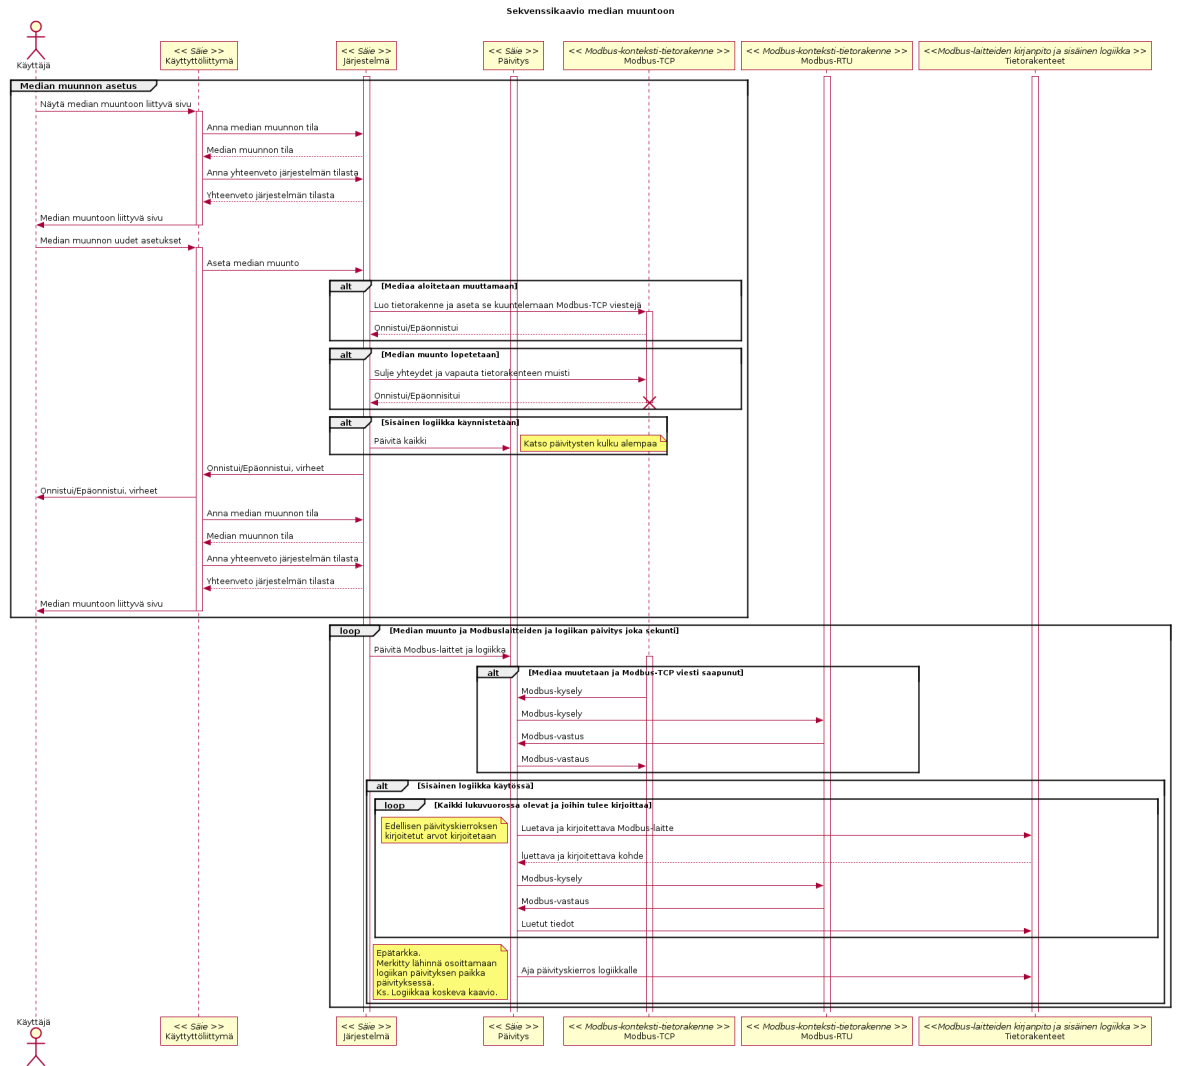 Sekvenssikaavio median muuntoon
Käyttäjä
<< Säie >>
Käyttyttöliittymä
<< Säie >>
Järjestelmä
<< Säie >>
Päivitys
<< Modbus-konteksti-tietorakenne >>
Modbus-TCP
<< Modbus-konteksti-tietorakenne >>
Modbus-RTU
<<Modbus-laitteiden kirjanpito ja sisäinen logiikka >>
Tietorakenteet
Median muunnon asetus
Näytä median muuntoon liittyvä sivu
Anna median muunnon tila
Median muunnon tila
Anna yhteenveto järjestelmän tilasta
Yhteenveto järjestelmän tilasta
Median muuntoon liittyvä sivu
Median muunnon uudet asetukset
Aseta median muunto
alt [Mediaa aloitetaan muuttamaan]
Luo tietorakenne ja aseta se kuuntelemaan Modbus-TCP viestejä
Onnistui/Epäonnistui
alt [Median muunto lopetetaan]
Sulje yhteydet ja vapauta tietorakenteen muisti
Onnistui/Epäonnisitui
alt [Sisäinen logiikka käynnistetään]
Päivitä kaikki
Katso päivitysten kulku alempaa
Onnistui/Epäonnistui, virheet
Onnistui/Epäonnistui, virheet
Anna median muunnon tila
Median muunnon tila
Anna yhteenveto järjestelmän tilasta
Yhteenveto järjestelmän tilasta
Median muuntoon liittyvä sivu
loop [Median muunto ja Modbuslaitteiden ja logiikan päivitys joka sekunti]
Päivitä Modbus-laittet ja logiikka
alt [Mediaa muutetaan ja Modbus-TCP viesti saapunut]
Modbus-kysely
Modbus-kysely
Modbus-vastus
Modbus-vastaus
alt [Sisäinen logiikka käytössä]
loop [Kaikki lukuvuorossa olevat ja joihin tulee kirjoittaa]
Edellisen päivityskierroksen
kirjoitetut arvot kirjoitetaan
Luetava ja kirjoitettava Modbus-laitte
luettava ja kirjoitettava kohde
Modbus-kysely
Modbus-vastaus
Luetut tiedot
Epätarkka.
Merkitty lähinnä osoittamaan
logiikan päivityksen paikka
päivityksessä.
Ks. Logiikkaa koskeva kaavio.
Aja päivityskierros logiikkalle
Käyttäjä
<< Säie >>
Käyttyttöliittymä
<< Säie >>
Järjestelmä
<< Säie >>
Päivitys
<< Modbus-konteksti-tietorakenne >>
Modbus-TCP
<< Modbus-konteksti-tietorakenne >>
Modbus-RTU
<<Modbus-laitteiden kirjanpito ja sisäinen logiikka >>
Tietorakenteet